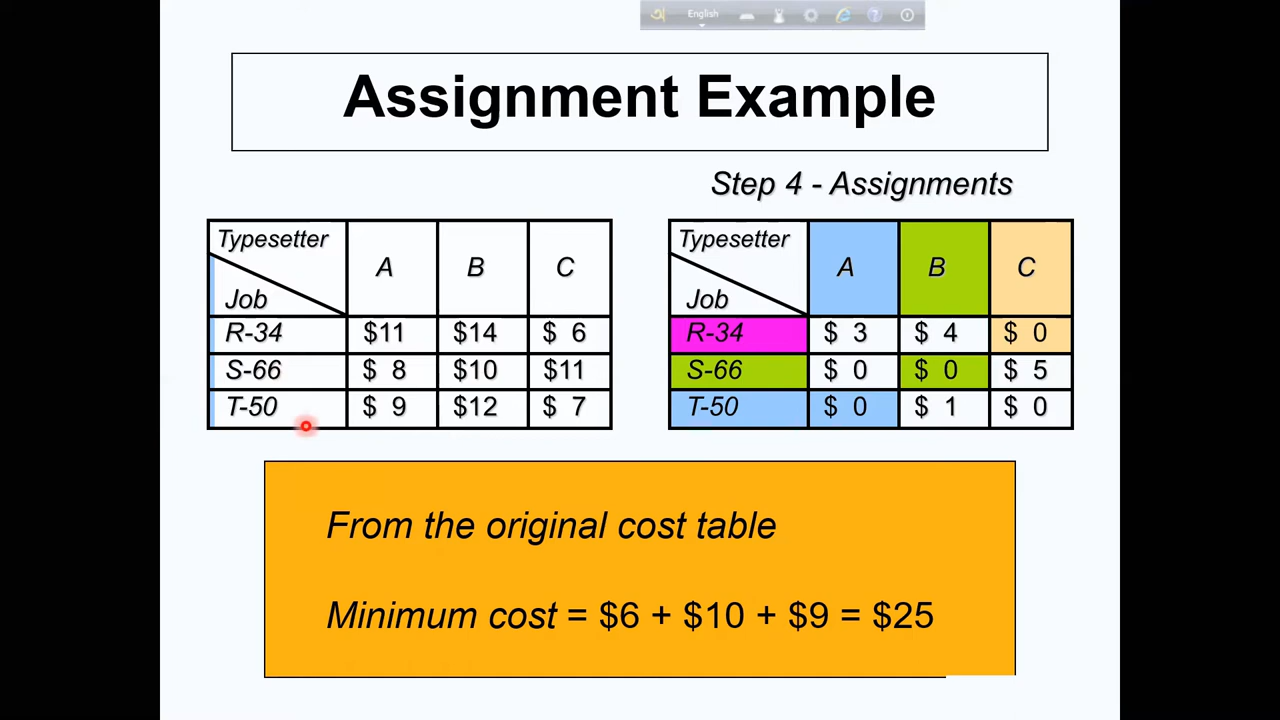 অ English
Assignment Example
Step 4 - Assignments
Typesetter A B C
Job
R-34 $11 $14 $ 6
S-66 $ 8 $10 $11
T-50 $ 9 $12 $ 7
Typesetter A B C
Job
R-34 $ 3 $ 4 $ 0
S-66 $ 0 $ 0 $ 5
T-50 $ 0 $ 1 $ 0
From the original cost table
Minimum cost = $6 + $10 + $9 = $25